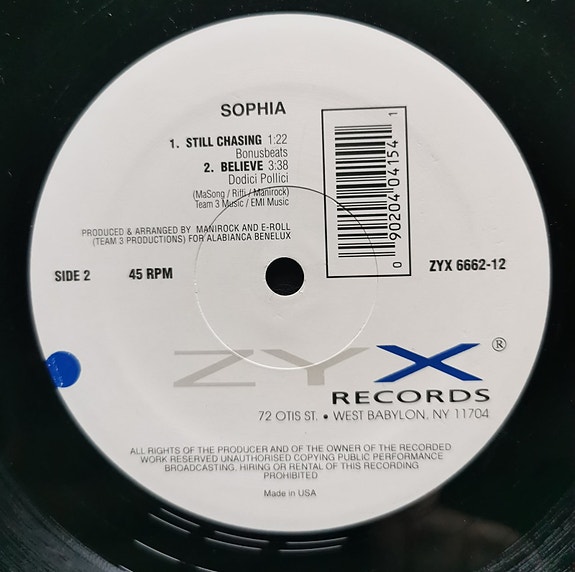 SOPHIA
1. STILL CHASING 1:22
Bonusbeats
2. BELIEVE 3:38
Dodici Pollici
(MaSong / Riffi / Manirock)
Team 3 Music / EMI Music
PRODUCED & ARRANGED BY MANIROCK AND E-ROLL
(TEAM 3 PRODUCTIONS) FOR ALABIANCA BENELUX
0 90204 04154 1
SIDE 2 45 RPM
ZYX 6662-12
ZYX ®
RECORDS
72 OTIS ST. • WEST BABYLON, NY 11704
ALL RIGHTS OF THE PRODUCER AND OF THE OWNER OF THE RECORDED
WORK RESERVED UNAUTHORISED COPYING PUBLIC PERFORMANCE
BROADCASTING. HIRING OR RENTAL OF THIS RECORDING
PROHIBITED
Made in USA